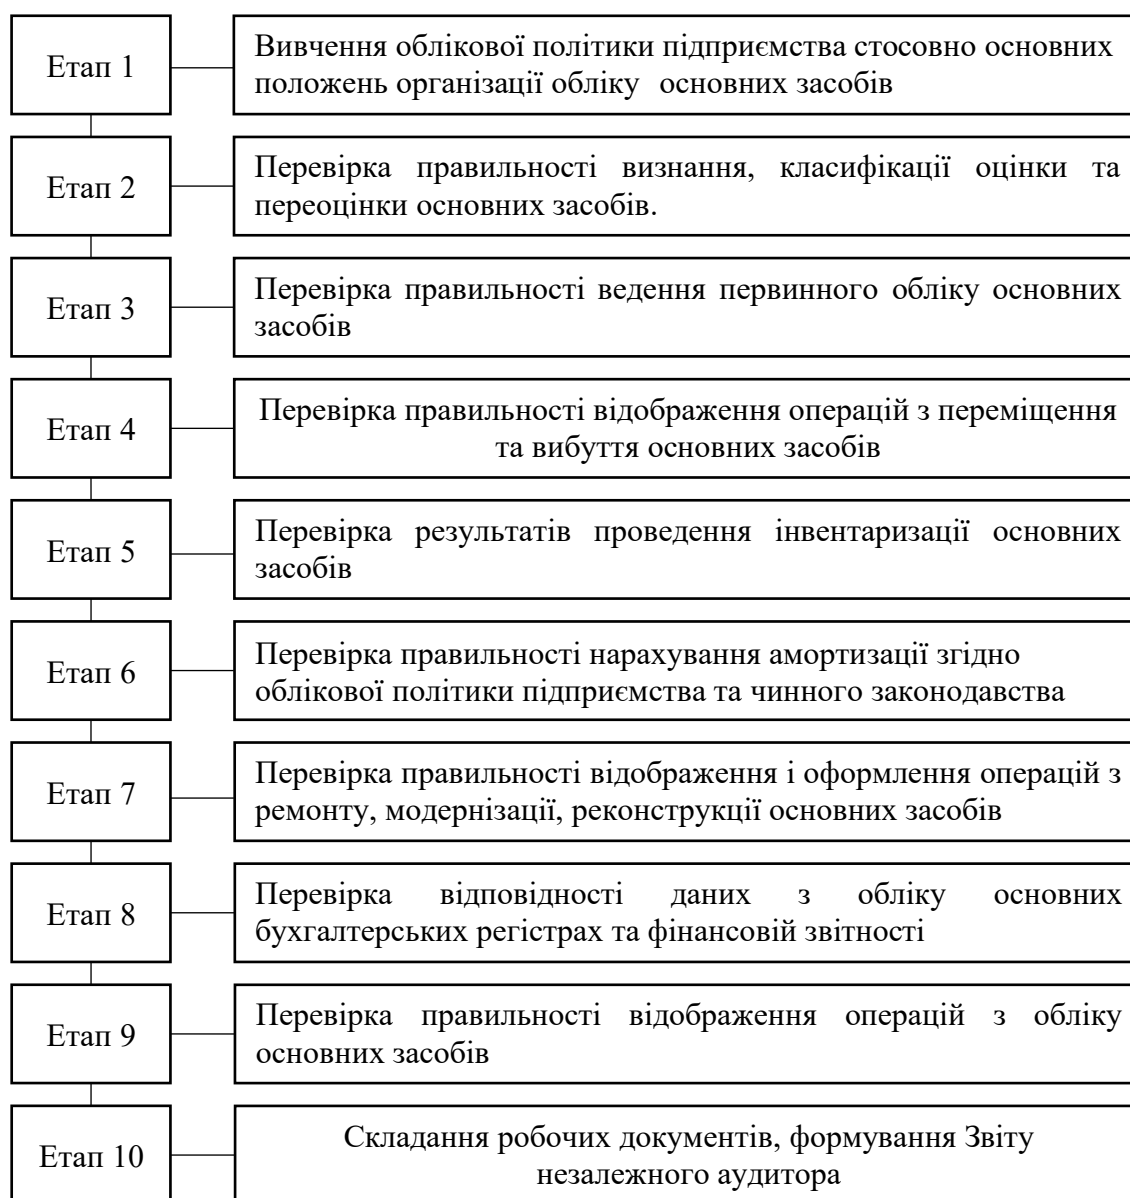 Етап 1
Вивчення облікової політики підприємства стосовно основних
положень організації обліку основних засобів
Етап 2
Перевірка правильності визнання, класифікації оцінки та
переоцінки основних засобів.
Етап 3
Перевірка правильності ведення первинного обліку основних
засобів
Етап 4
Перевірка правильності відображення операцій з переміщення
та вибуття основних засобів
Етап 5
Перевірка результатів проведення інвентаризації основних
засобів
Етап 6
Перевірка правильності нарахування амортизації згідно
облікової політики підприємства та чинного законодавства
Етап 7
Перевірка правильності відображення і оформлення операцій з
ремонту, модернізації, реконструкції основних засобів
Етап 8
Перевірка відповідності даних з обліку основних
бухгалтерських регістрах та фінансовій звітності
Етап 9
Перевірка правильності відображення операцій з обліку
основних засобів
Етап 10
Складання робочих документів, формування Звіту
незалежного аудитора